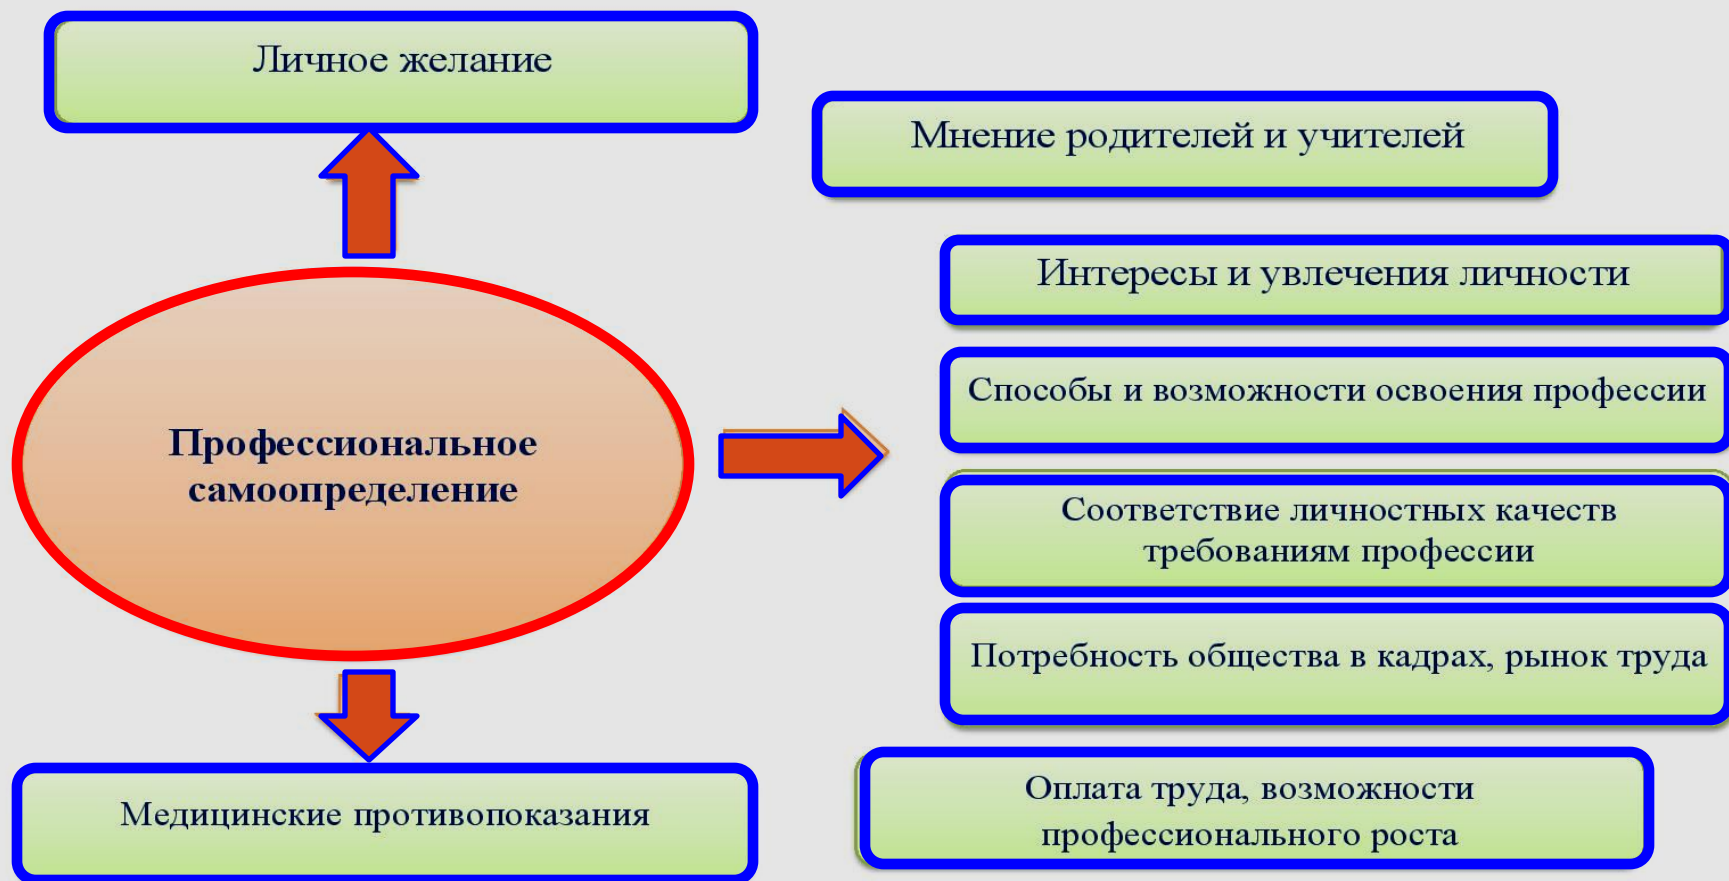 Личное желание
Мнение родителей и учителей
Интересы и увлечения личности
Способы и возможности освоения профессии
Профессиональное
самоопределение
Соответствие личностных качеств
требованиям профессии
Потребность общества в кадрах, рынок труда
Медицинские противопоказания
Оплата труда, возможности
профессионального роста